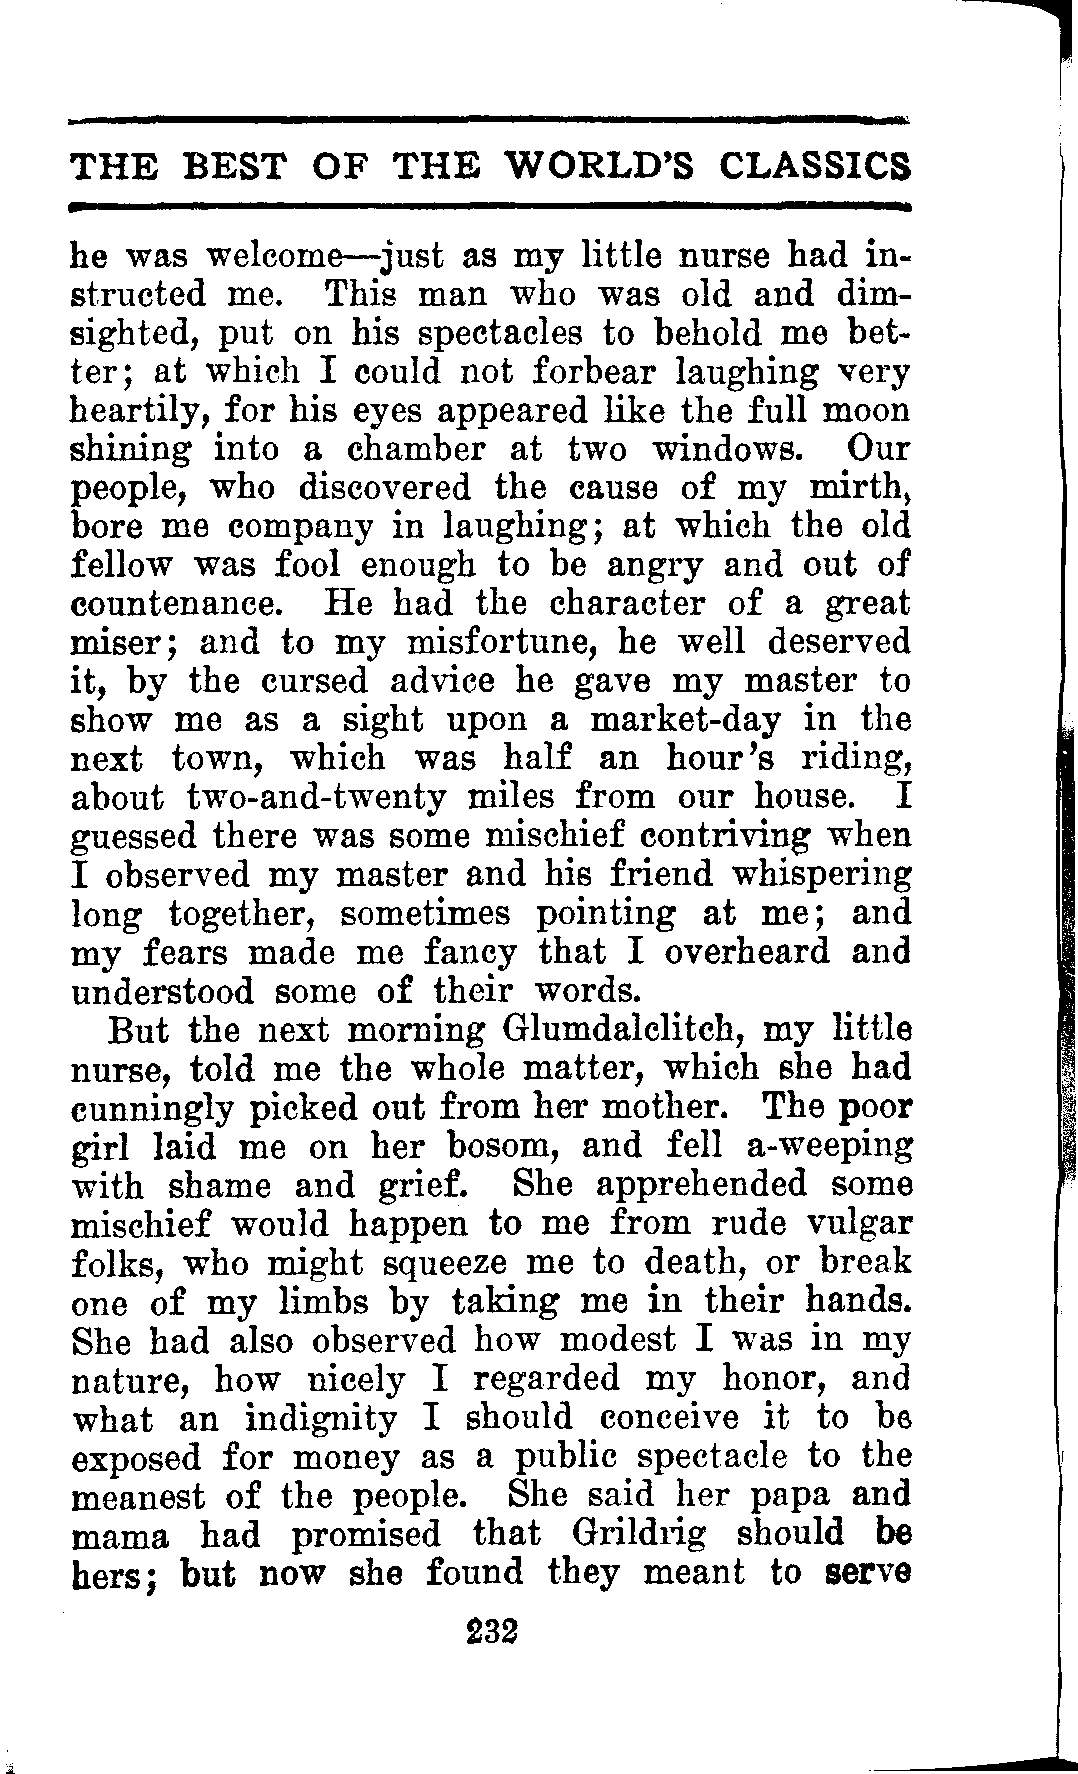 THE BEST OF THE WORLD'S CLASSICS
he was welcome—just as my little nurse had in-
structed me. This man who was old and dim-
sighted, put on his spectacles to behold me bet-
ter; at which I could not forbear laughing very
heartily, for his eyes appeared like the full moon
shining into a chamber at two windows. Our
people, who discovered the cause of my mirth,
bore me company in laughing; at which the old
fellow was fool enough to be angry and out of
countenance. He had the character of a great
miser; and to my misfortune, he well deserved
it, by the cursed advice he gave my master to
show me as a sight upon a market-day in the
next town, which was half an hour's riding,
about two-and-twenty miles from our house. I
guessed there was some mischief contriving when
I observed my master and his friend whispering
long together, sometimes pointing at me; and
my fears made me fancy that I overheard and
understood some of their words.
But the next morning Glumdalclitch, my little
nurse, told me the whole matter, which she had
cunningly picked out from her mother. The poor
girl laid me on her bosom, and fell a-weeping
with shame and grief. She apprehended some
mischief would happen to me from rude vulgar
folks, who might squeeze me to death, or break
one of my limbs by taking me in their hands.
She had also observed how modest I was in my
nature, how nicely I regarded my honor, and
what an indignity I should conceive it to be
exposed for money as a public spectacle to the
meanest of the people. She said her papa and
mama had promised that Grildrig should be
hers; but now she found they meant to serve
232